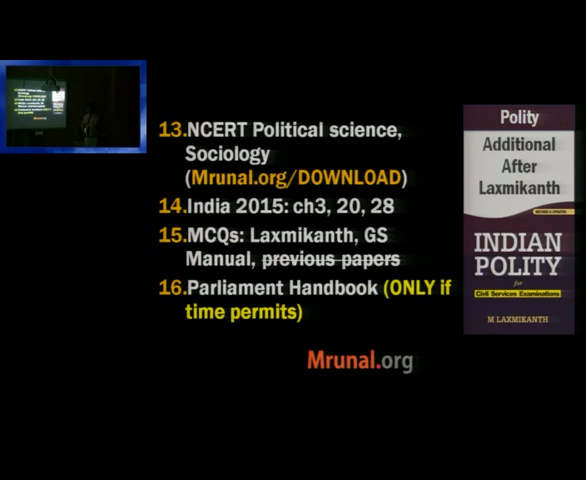 13.NCERT Political science,
Sociology
(Mrunal.org/DOWNLOAD)
14.India 2015: ch3, 20, 28
15.MCQs: Laxmikanth, GS
Manual, previous papers
16.Parliament Handbook (ONLY if
time permits)
Mrunal.org
Polity
Additional
After
Laxmikanth
REVISED & UPDATED
INDIAN
POLITY
for
Civil Services Examinations
M LAXMIKANTH